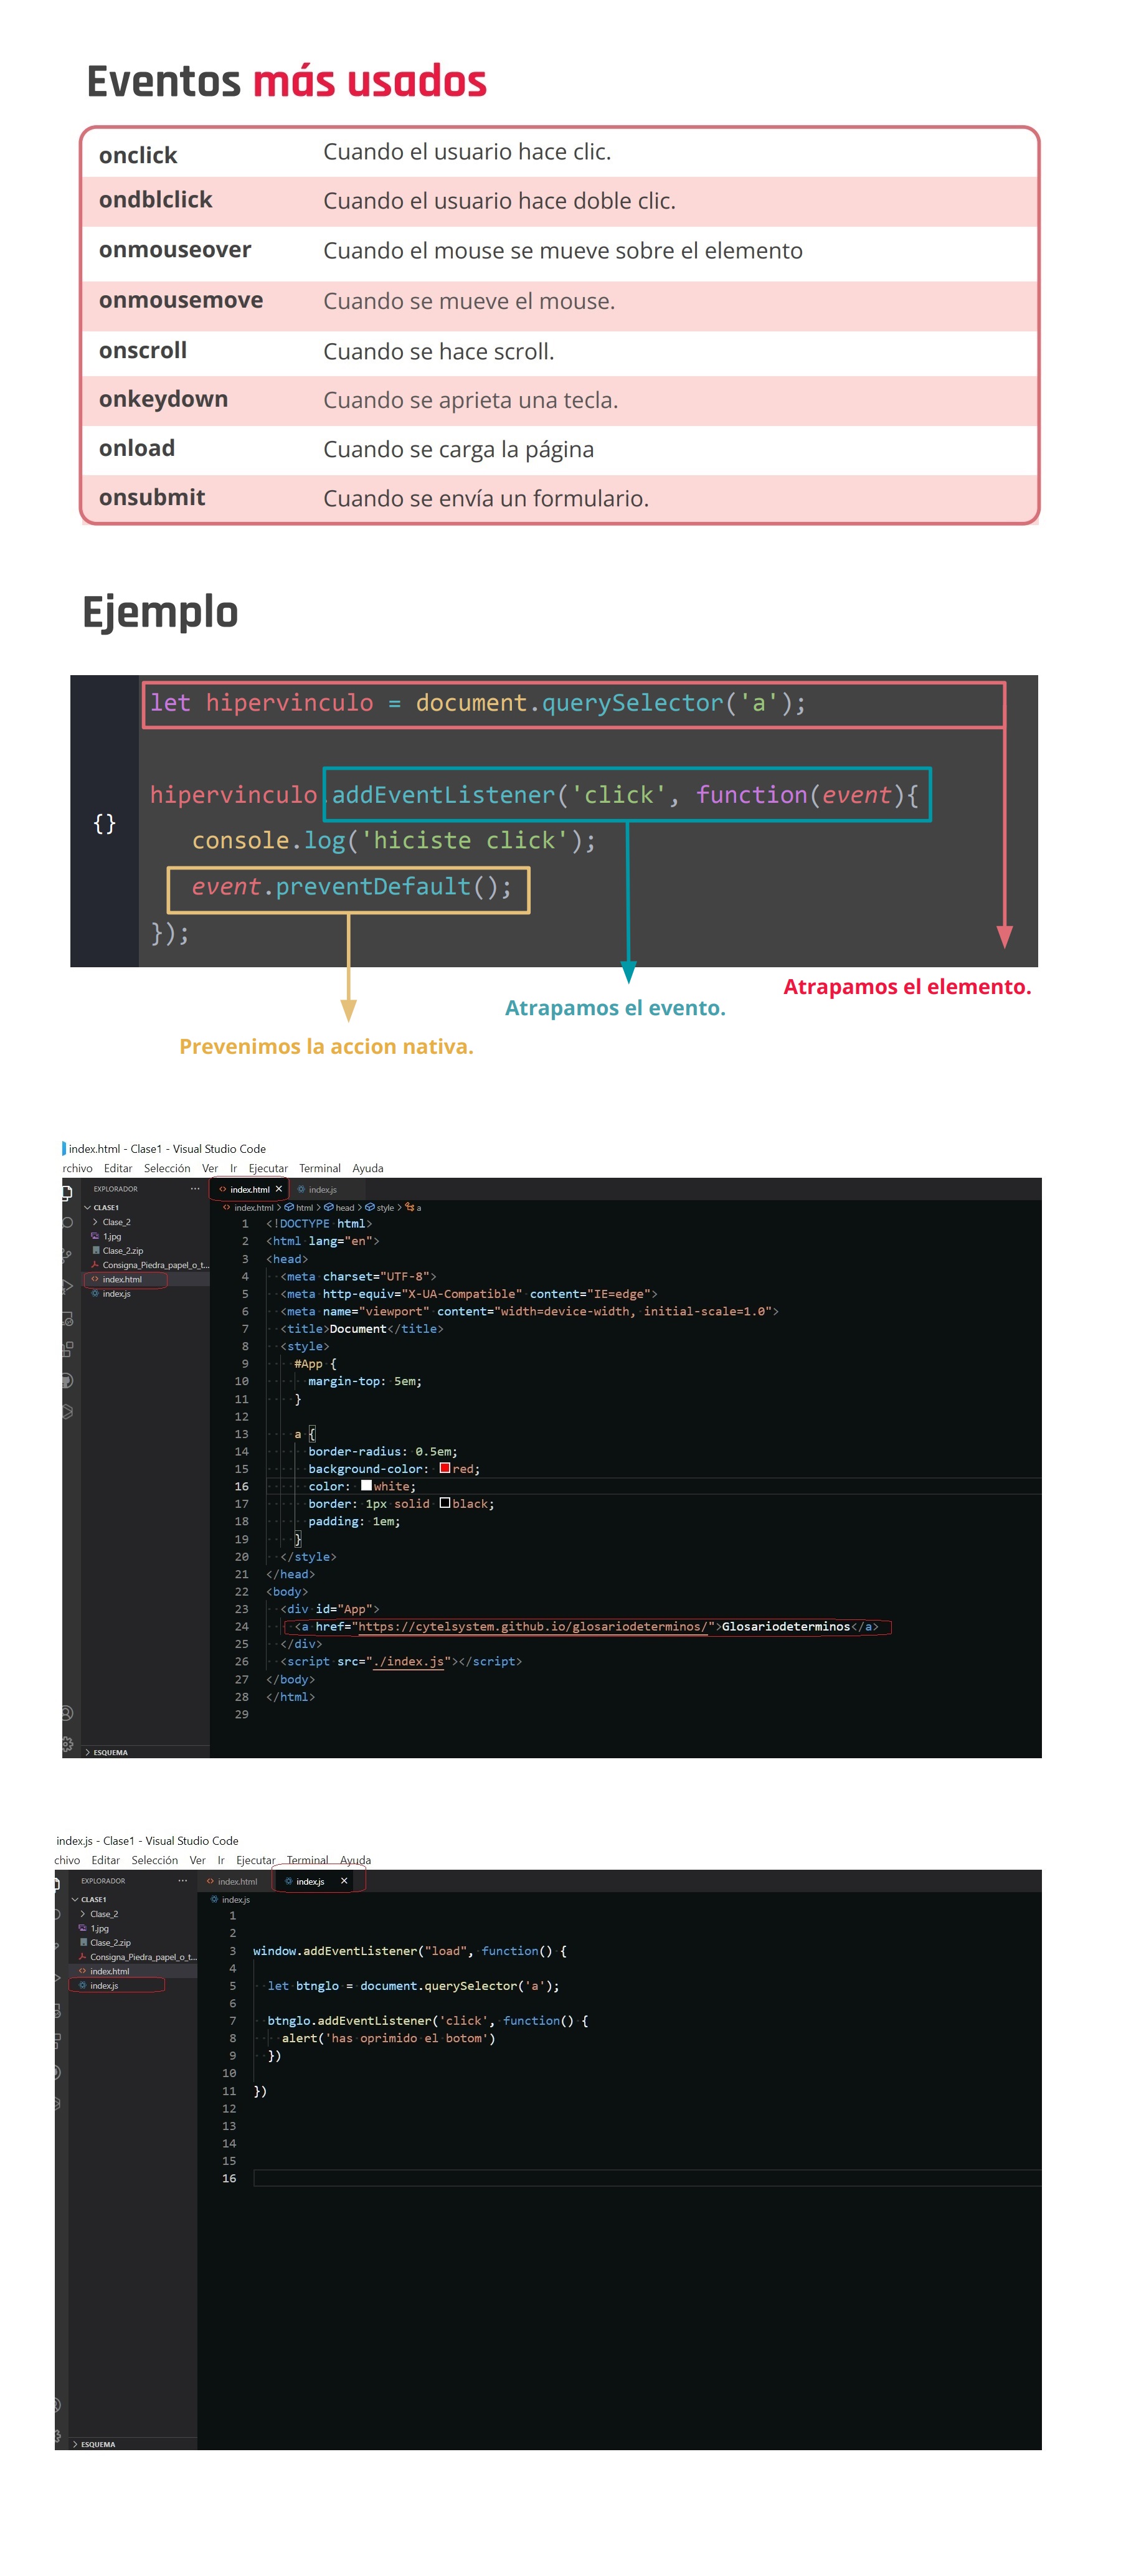 Eventos más usados
onclick Cuando el usuario hace clic.
ondblclick Cuando el usuario hace doble clic.
onmouseover Cuando el mouse se mueve sobre el elemento
onmousemove Cuando se mueve el mouse.
onscroll Cuando se hace scroll.
onkeydown Cuando se aprieta una tecla.
onload Cuando se carga la página
onsubmit Cuando se envía un formulario.
Ejemplo
{}
let hipervinculo = document.querySelector('a');
hipervinculo.addEventListener('click', function(event){
console.log('hiciste click');
event.preventDefault();
});
Atrapamos el elemento.
Atrapamos el evento.
Prevenimos la accion nativa.
index.html - Clase1 - Visual Studio Code
rchivo Editar Selección Ver Ir Ejecutar Terminal Ayuda
EXPLORADOR ···
CLASE1
Clase_2
1.jpg
Clase_2.zip
Consigna_Piedra_papel_o_t...
index.html
index.js
ESQUEMA
index.html × index.js
index.html > html > head > style > a
1 <!DOCTYPE html>
2 <html lang="en">
3 <head>
4 <meta charset="UTF-8">
5 <meta http-equiv="X-UA-Compatible" content="IE=edge">
6 <meta name="viewport" content="width=device-width, initial-scale=1.0">
7 <title>Document</title>
8 <style>
9 #App {
10 margin-top: 5em;
11 }
12
13 a {
14 border-radius: 0.5em;
15 background-color: red;
16 color: white;
17 border: 1px solid black;
18 padding: 1em;
19 }
20 </style>
21 </head>
22 <body>
23 <div id="App">
24 <a href="https://cytelsystem.github.io/glosariodeterminos/">Glosariodeterminos</a>
25 </div>
26 <script src="./index.js"></script>
27 </body>
28 </html>
29
index.js - Clase1 - Visual Studio Code
chivo Editar Selección Ver Ir Ejecutar Terminal Ayuda
EXPLORADOR ···
CLASE1
Clase_2
1.jpg
Clase_2.zip
Consigna_Piedra_papel_o_t...
index.html
index.js
ESQUEMA
index.html index.js ×
index.js
1
2
3 window.addEventListener("load", function() {
4
5 let btnglo = document.querySelector('a');
6
7 btnglo.addEventListener('click', function() {
8 alert('has oprimido el botom')
9 })
10
11 })
12
13
14
15
16